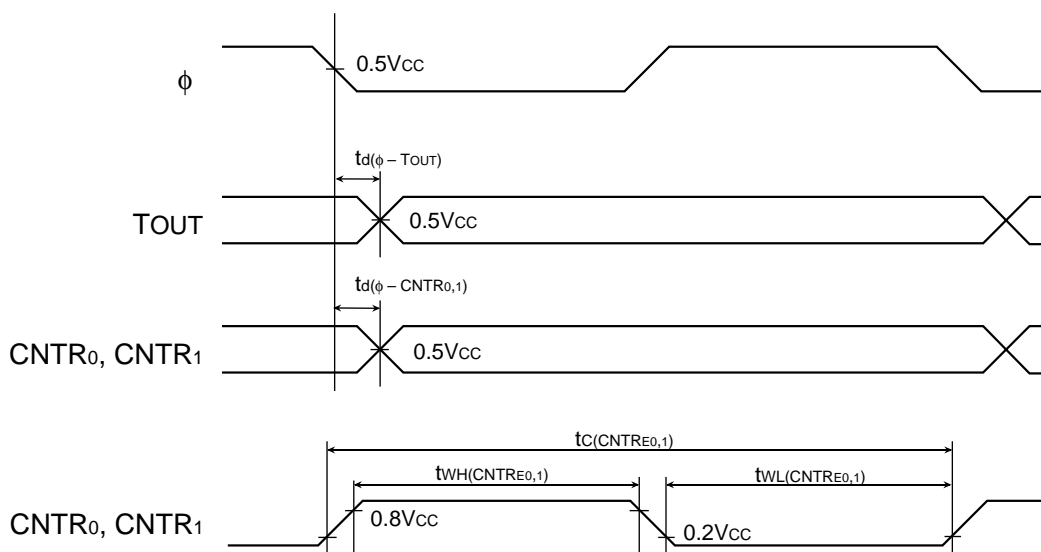 0.5VCC
ϕ
td(ϕ – TOUT)
TOUT
0.5VCC
td(ϕ – CNTR0,1)
CNTR0, CNTR1
0.5VCC
tC(CNTRE0,1)
tWH(CNTRE0,1)
tWL(CNTRE0,1)
CNTR0, CNTR1
0.8VCC
0.2VCC